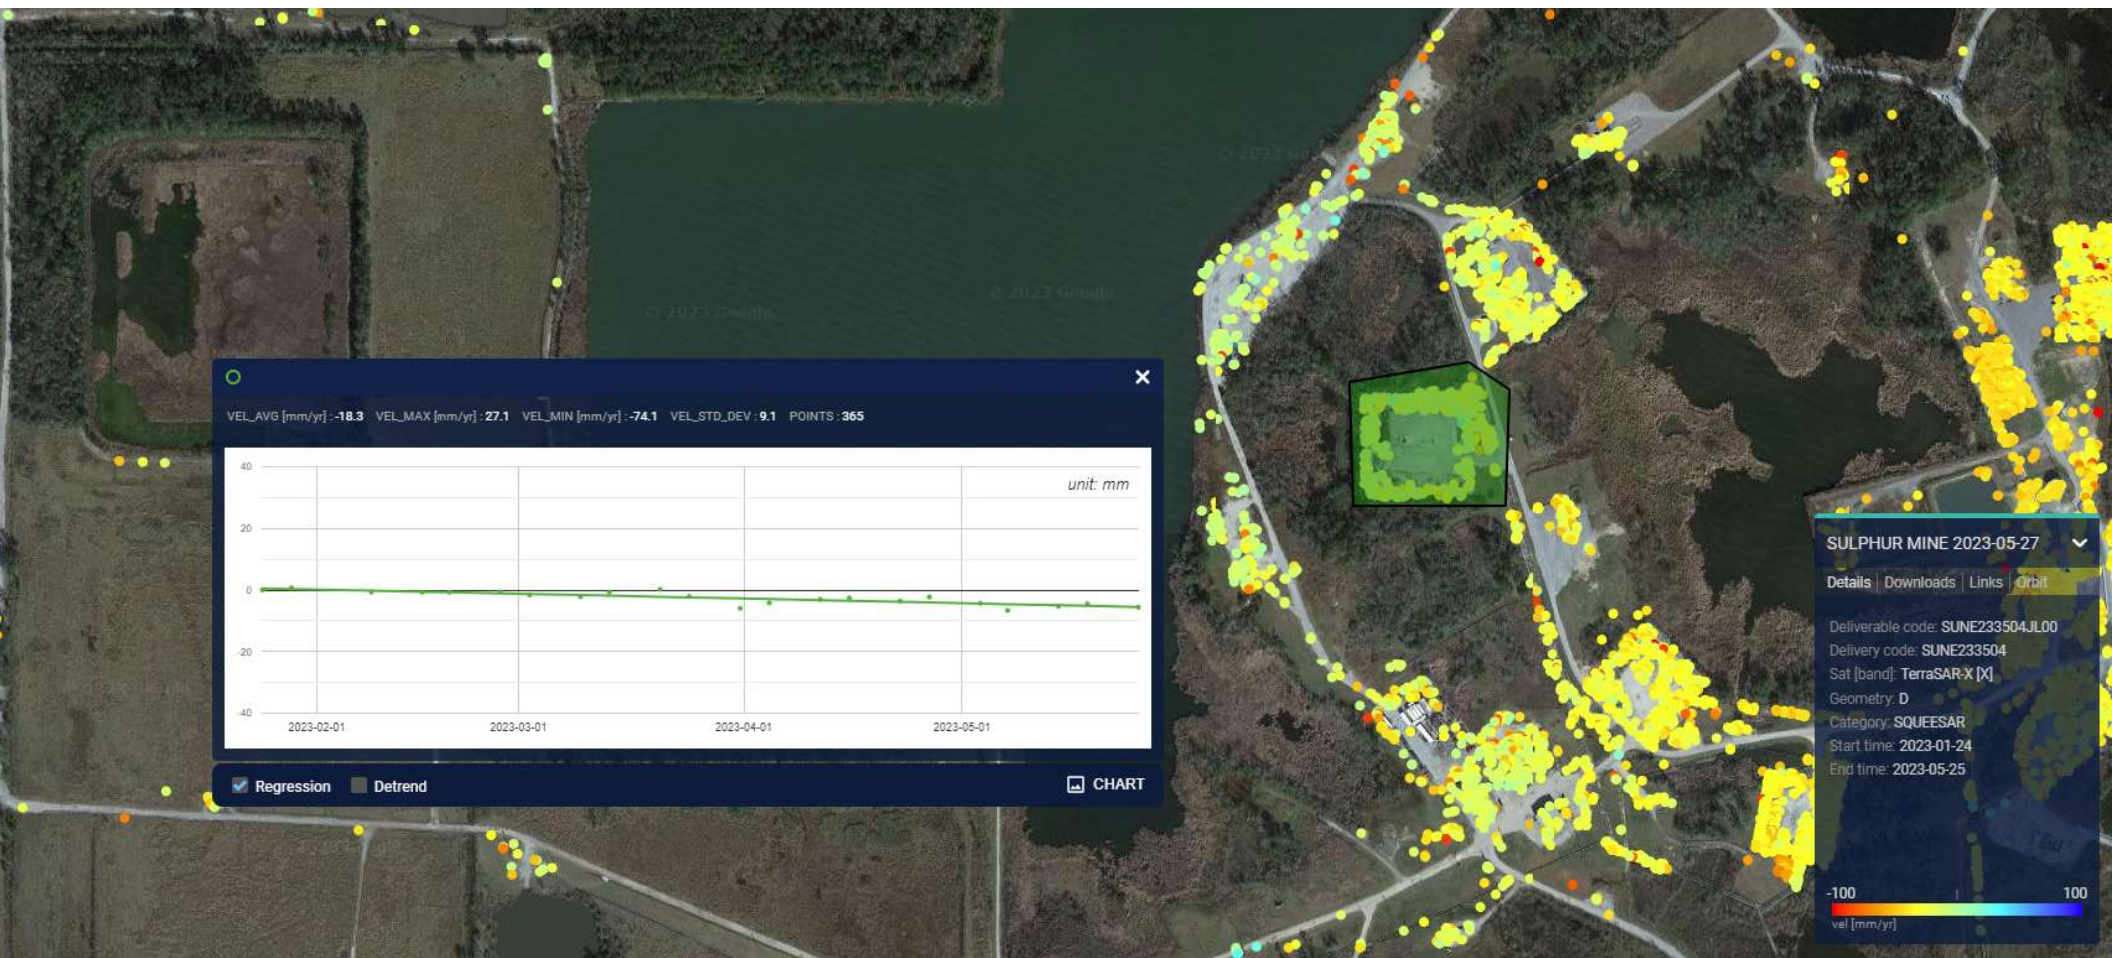 © 2023 Google
© 2023 Google
VEL_AVG [mm/yr] : -18.3 VEL_MAX [mm/yr] : 27.1 VEL_MIN [mm/yr] : -74.1 VEL_STD_DEV : 9.1 POINTS : 365
unit: mm
40
20
0
-20
-40
2023-02-01 2023-03-01 2023-04-01 2023-05-01
Regression Detrend CHART
SULPHUR MINE 2023-05-27
Details | Downloads | Links | Orbit
Deliverable code: SUNE233504JL00
Delivery code: SUNE233504
Sat [band]: TerraSAR-X [X]
Geometry: D
Category: SQUEESAR
Start time: 2023-01-24
End time: 2023-05-25
-100 100
vel [mm/yr]